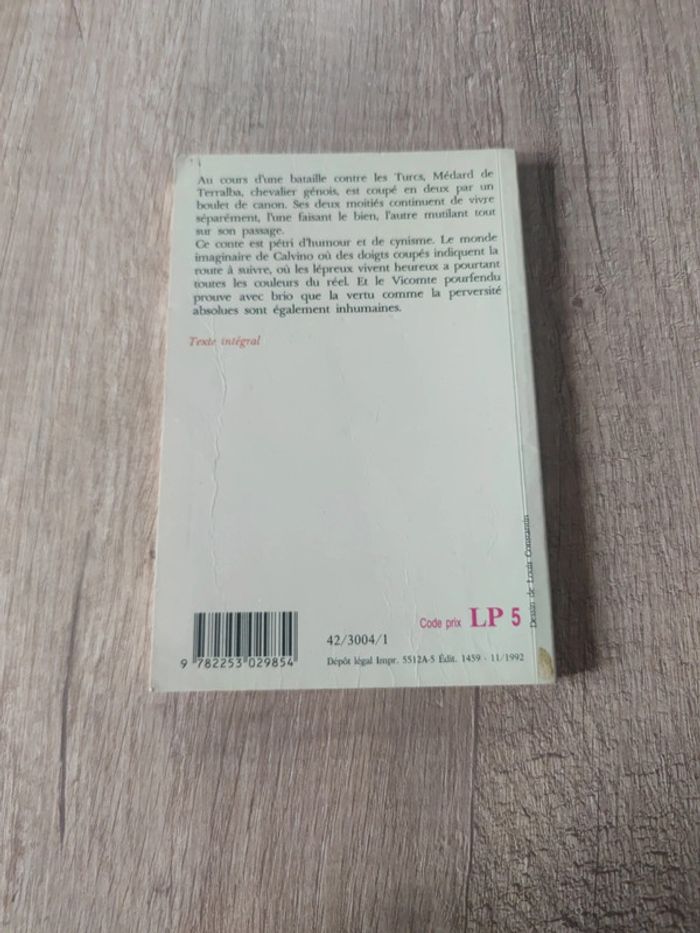 Au cours d'une bataille contre les Turcs, Médard de
Terralba, chevalier génois, est coupé en deux par un
boulet de canon. Ses deux moitiés continuent de vivre
séparément, l'une faisant le bien, l'autre mutilant tout
sur son passage.
Ce conte est pétri d'humour et de cynisme. Le monde
imaginaire de Calvino où des doigts coupés indiquent la
route à suivre, où les lépreux vivent heureux a pourtant
toutes les couleurs du réel. Et le Vicomte pourfendu
prouve avec brio que la vertu comme la perversité
absolues sont également inhumaines.
Texte intégral
Code prix LP 5
42/3004/1
9 782253 029854
Dépôt légal Impr. 5512A-5 Édit. 1459 - 11/1992
Dessin de Louis Constantin